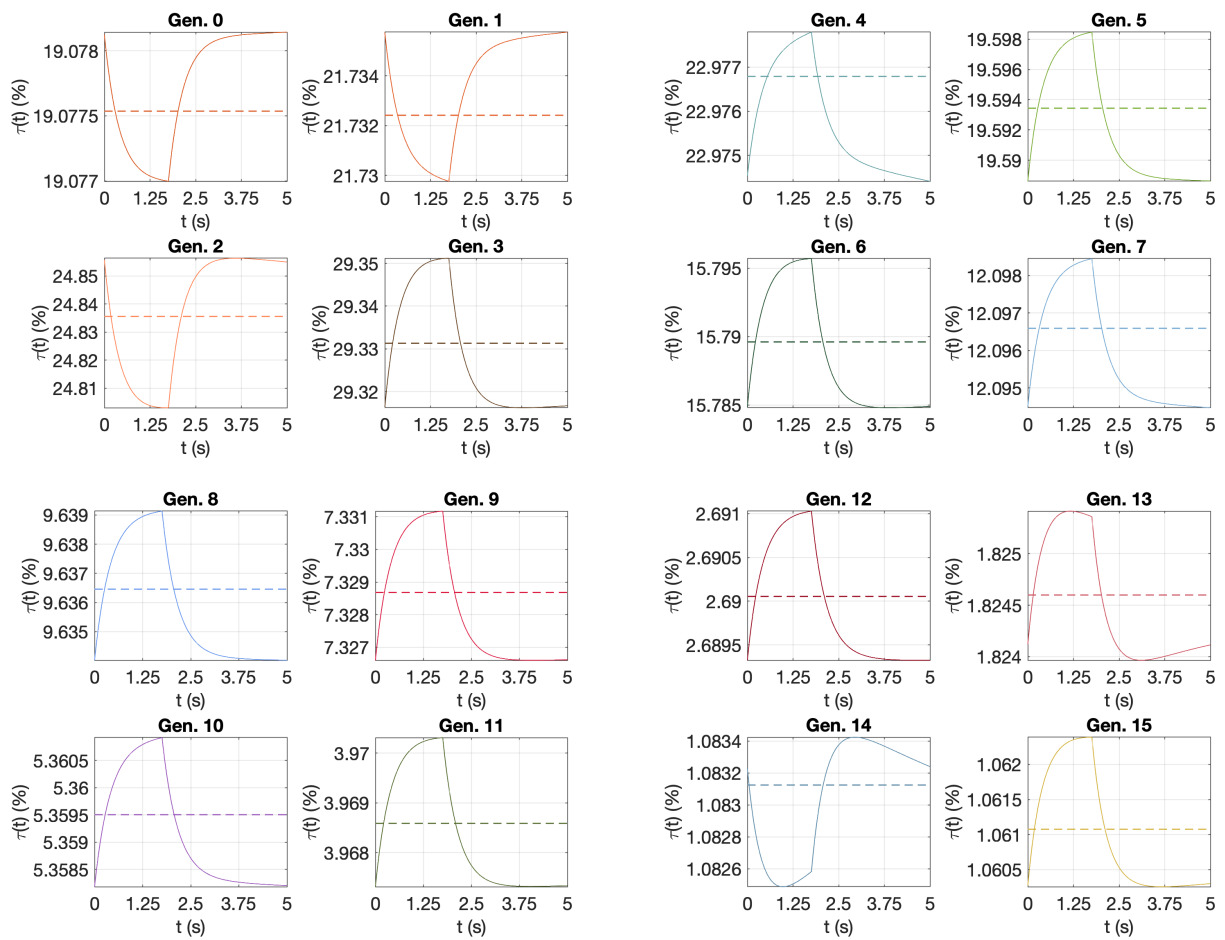 Gen. 0
19.078
19.0775
19.077
τ(t) (%)
0 1.25 2.5 3.75 5
t (s)
Gen. 1
21.734
21.732
21.73
τ(t) (%)
0 1.25 2.5 3.75 5
t (s)
Gen. 4
22.977
22.976
22.975
τ(t) (%)
0 1.25 2.5 3.75 5
t (s)
Gen. 5
19.598
19.596
19.594
19.592
19.59
τ(t) (%)
0 1.25 2.5 3.75 5
t (s)
Gen. 2
24.85
24.84
24.83
24.82
24.81
τ(t) (%)
0 1.25 2.5 3.75 5
t (s)
Gen. 3
29.35
29.34
29.33
29.32
τ(t) (%)
0 1.25 2.5 3.75 5
t (s)
Gen. 6
15.795
15.79
15.785
τ(t) (%)
0 1.25 2.5 3.75 5
t (s)
Gen. 7
12.098
12.097
12.096
12.095
τ(t) (%)
0 1.25 2.5 3.75 5
t (s)
Gen. 8
9.639
9.638
9.637
9.636
9.635
τ(t) (%)
0 1.25 2.5 3.75 5
t (s)
Gen. 9
7.331
7.33
7.329
7.328
7.327
τ(t) (%)
0 1.25 2.5 3.75 5
t (s)
Gen. 12
2.691
2.6905
2.69
2.6895
τ(t) (%)
0 1.25 2.5 3.75 5
t (s)
Gen. 13
1.825
1.8245
1.824
τ(t) (%)
0 1.25 2.5 3.75 5
t (s)
Gen. 10
5.3605
5.36
5.3595
5.359
5.3585
τ(t) (%)
0 1.25 2.5 3.75 5
t (s)
Gen. 11
3.97
3.969
3.968
τ(t) (%)
0 1.25 2.5 3.75 5
t (s)
Gen. 14
1.0834
1.0832
1.083
1.0828
1.0826
τ(t) (%)
0 1.25 2.5 3.75 5
t (s)
Gen. 15
1.062
1.0615
1.061
1.0605
τ(t) (%)
0 1.25 2.5 3.75 5
t (s)